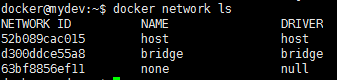 docker@mydev:~$ docker network ls
NETWORK ID NAME DRIVER
52b089cac015 host host
d300ddce55a8 bridge bridge
63bf8856ef11 none null